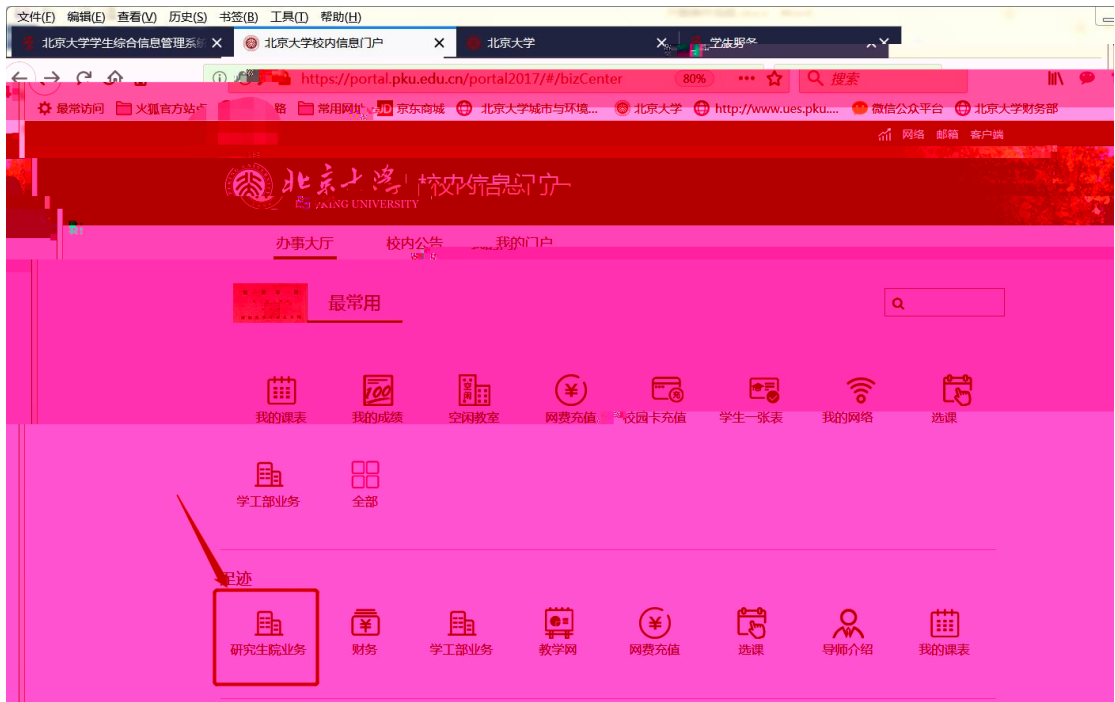 文件(F) 编辑(E) 查看(V) 历史(S) 书签(B) 工具(T) 帮助(H)
北京大学学生综合信息管理系统 × 北京大学校内信息门户 × 北京大学 ×
https://portal.pku.edu.cn/portal2017/#/bizCenter 80% 搜索
最常访问 火狐官方站点 常用网址 JD 京东商城 北京大学城市与环境... 北京大学 http://www.ues.pku.... 微信公众平台 北京大学财务部
网络 邮箱 客户端
北京大学 校内信息门户
办事大厅 校内公告 我的门户
最常用
我的课表 我的成绩 空闲教室 网费充值 校园卡充值 学生一张表 我的网络 选课
学工部业务 全部
足迹
研究生院业务 财务 学工部业务 教学网 网费充值 选课 导师介绍 我的课表